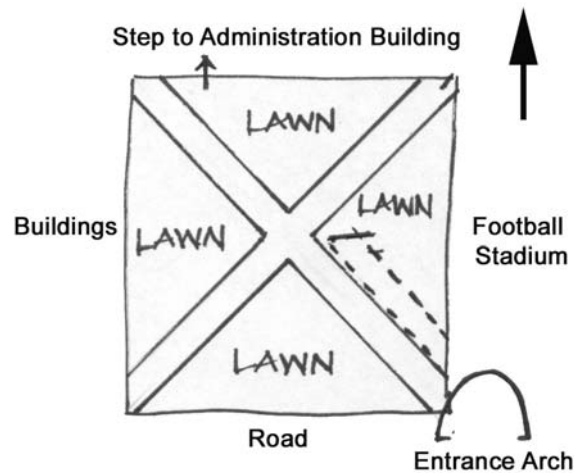 Step to Administration Building
LAWN
LAWN
Buildings
LAWN
Football
Stadium
LAWN
Road
Entrance Arch